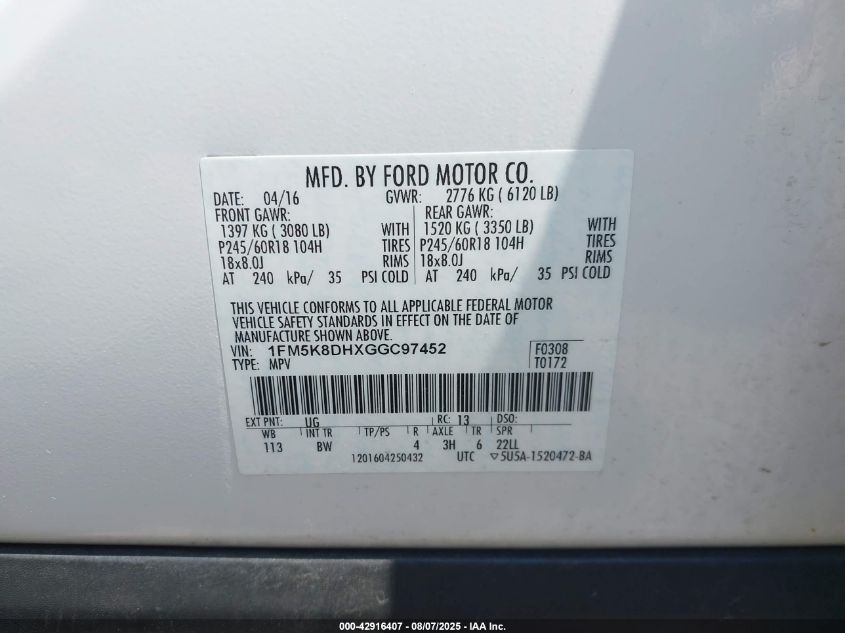 MFD. BY FORD MOTOR CO.
DATE: 04/16 GVWR: 2776 KG ( 6120 LB)
FRONT GAWR: REAR GAWR:
1397 KG ( 3080 LB) WITH 1520 KG ( 3350 LB) WITH
P245/60R18 104H TIRES P245/60R18 104H TIRES
18x8.0J RIMS 18x8.0J RIMS
AT 240 kPa/ 35 PSI COLD AT 240 kPa/ 35 PSI COLD
THIS VEHICLE CONFORMS TO ALL APPLICABLE FEDERAL MOTOR
VEHICLE SAFETY STANDARDS IN EFFECT ON THE DATE OF
MANUFACTURE SHOWN ABOVE.
VIN: 1FM5K8DHXGGC97452 F0308
TYPE: MPV T0172
EXT PNT: UG RC: 13 DSO:
WB INT TR TP/PS R AXLE TR SPR
113 BW 4 3H 6 22LL
1201604250432 UTC ▽5U5A-1520472-BA
000-42916407 - 08/07/2025 - IAA Inc.